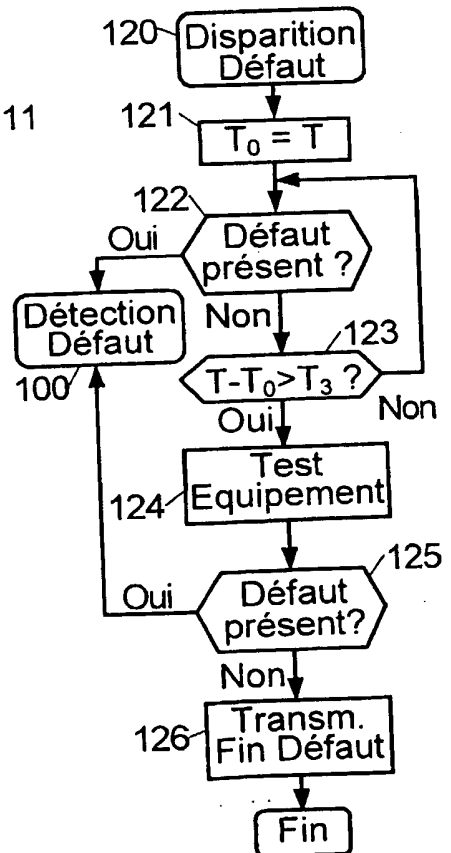 120
Disparition
Défaut
11
121
T₀ = T
122
Oui
Défaut
présent ?
Détection
Défaut
100
Non
123
T-T₀>T₃ ?
Non
Oui
Test
Equipement
124
125
Oui
Défaut
présent?
Non
126
Transm.
Fin Défaut
Fin